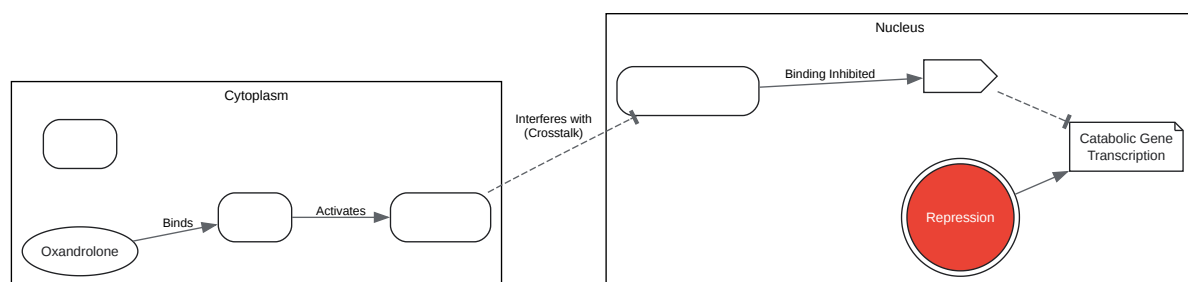 Nucleus
Cytoplasm
Binding Inhibited
Interferes with
(Crosstalk)
Catabolic Gene
Transcription
Binds
Activates
Oxandrolone
Repression